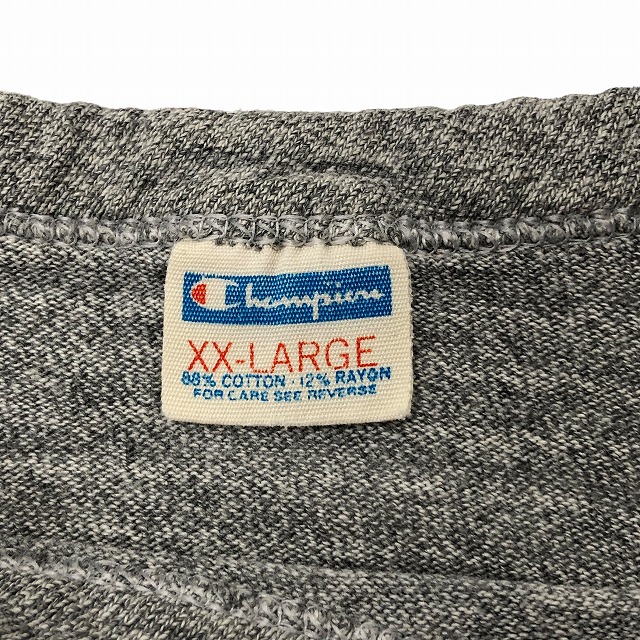 Champion
XX-LARGE
88% COTTON · 12% RAYON
FOR CARE SEE REVERSE